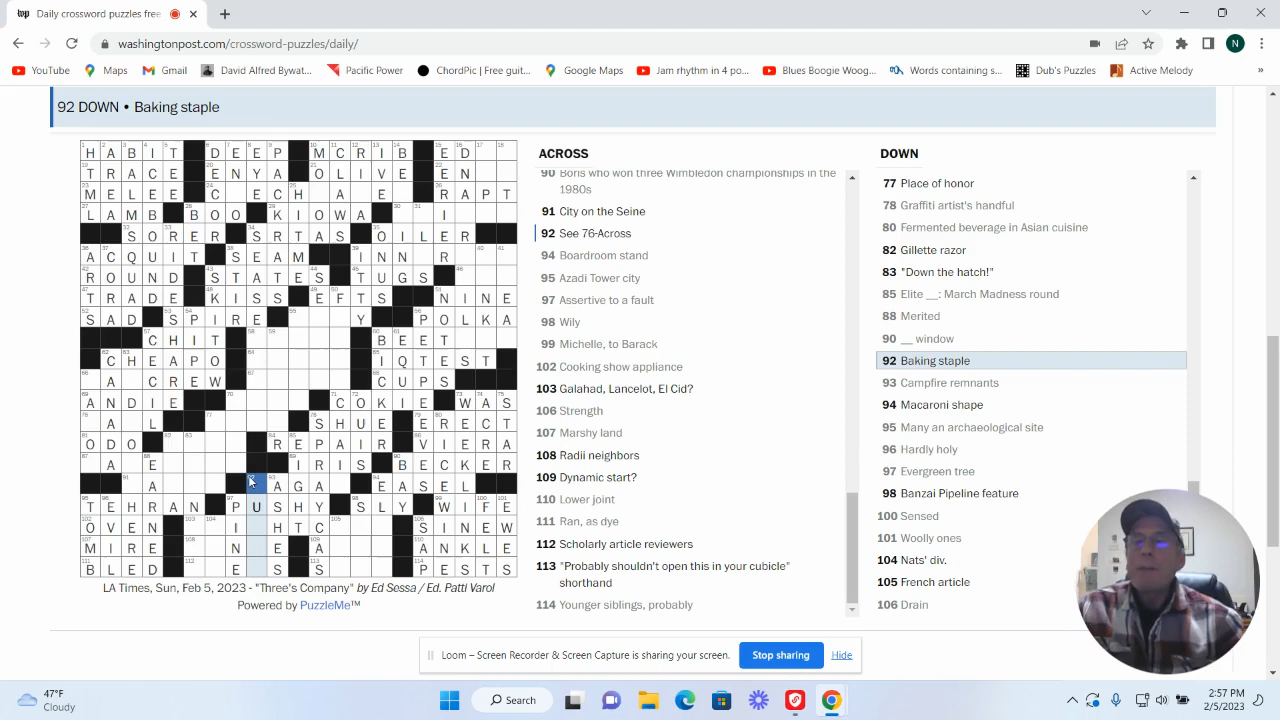 Daily crossword puzzles free
washingtonpost.com/crossword-puzzles/daily/
N
YouTube
Maps
Gmail
David Alfred Bywat...
Pacific Power
ChordPic | Free guit...
Google Maps
Jam rhythm in 4 po...
Blues Boogie Woog...
Words containing s...
Dub's Puzzles
Active Melody
»
92 DOWN • Baking staple
H A B I T D E E P M C R I B E D
T R A C E E N Y A O L I V E E N
M E L E E C E C H A E R A P T
L A M B B O O K I O W A I
S O R E R S R T A S O I L E R
A C Q U I T S E A M I N N R
R O U N D S T A T E S T U G S
T R A D E K I S S E F T S N I N E
S A D S P I R E Y P O L K A
C H I T B E E T
C H E A P O I Q T E S T
A C R E W C U P S
A N D I E C O K I E W A S
A L S H U E E R E C T
O D O R E P A I R V I E R A
A E I R I S B E C K E R
A A G A E A S E L
T E H R A N P U S H Y S L Y W I F E
O V E N I H T C S I N E W
M I R E N E A A N K L E
B L E D E S S P E S T S
LA Times, Sun, Feb 5, 2023 - "Three's Company" by Ed Sessa / Ed. Patti Varol
Powered by PuzzleMe™
ACROSS
90 Boris who won three Wimbledon championships in the
1980s
91 City on the Seine
92 See 76-Across
94 Boardroom stand
95 Azadi Tower city
97 Assertive to a fault
98 Wily
99 Michelle, to Barack
102 Cooking show appliance
103 Galahad, Lancelot, El Cid?
106 Strength
107 Marshy land
108 Radii neighbors
109 Dynamic start?
110 Lower joint
111 Ran, as dye
112 Scholarly article reviewers
113 "Probably shouldn't open this in your cubicle"
shorthand
114 Younger siblings, probably
DOWN
77 Place of honor
78 Graffiti artist's handful
80 Fermented beverage in Asian cuisine
82 Gillette razor
83 "Down the hatch!"
85 Elite __: March Madness round
88 Merited
90 __ window
92 Baking staple
93 Campfire remnants
94 Macaroni shape
95 Many an archaeological site
96 Hardly holy
97 Evergreen tree
98 Banzai Pipeline feature
100 Sensed
101 Woolly ones
104 Nats' div.
105 French article
106 Drain
Loom – Screen Recorder & Screen Capture is sharing your screen.
Stop sharing
Hide
47°F
Cloudy
Search
2:57 PM
2/5/2023